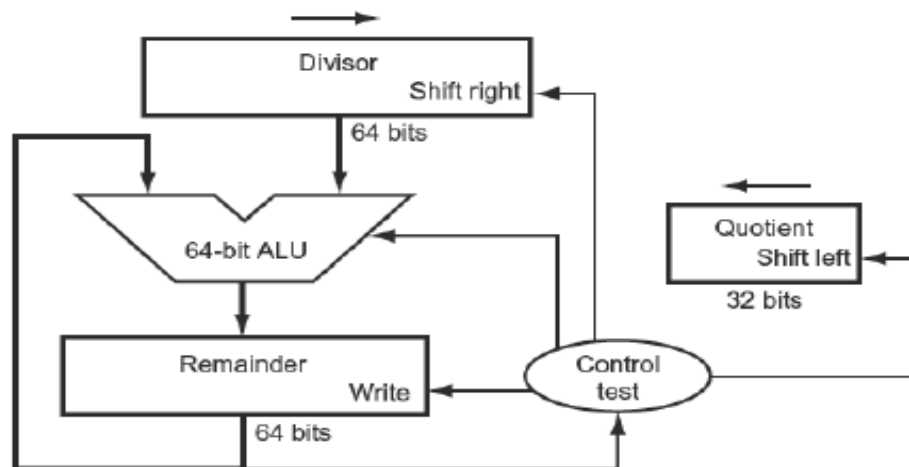 Divisor
Shift right
64 bits
64-bit ALU
Quotient
Shift left
32 bits
Remainder
Write
Control
test
64 bits